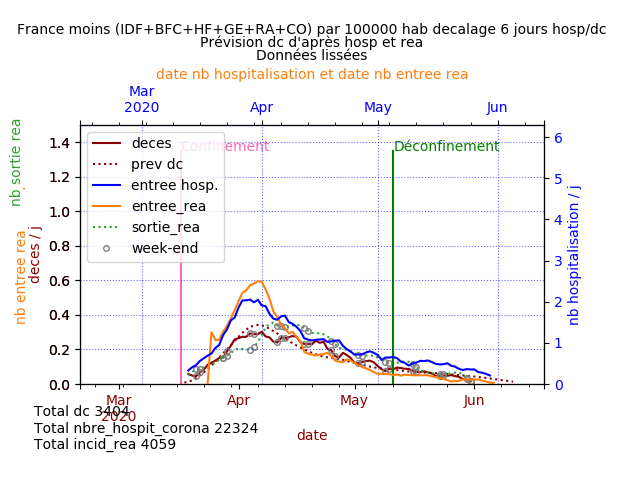 France moins (IDF+BFC+HF+GE+RA+CO) par 100000 hab decalage 6 jours hosp/dc
Prévision dc d'après hosp et rea
Données lissées
date nb hospitalisation et date nb entree rea
Mar
2020
Apr
May
Jun
nb sortie rea
nb entree rea
deces / j
1.4
1.2
1.0
0.8
0.6
0.4
0.2
0.0
Confinement
Déconfinement
deces
prev dc
entree hosp.
entree_rea
sortie_rea
week-end
6
5
4
3
2
1
0
nb hospitalisation / j
Mar
2020
Apr
May
Jun
date
Total dc 3404
Total nbre_hospit_corona 22324
Total incid_rea 4059